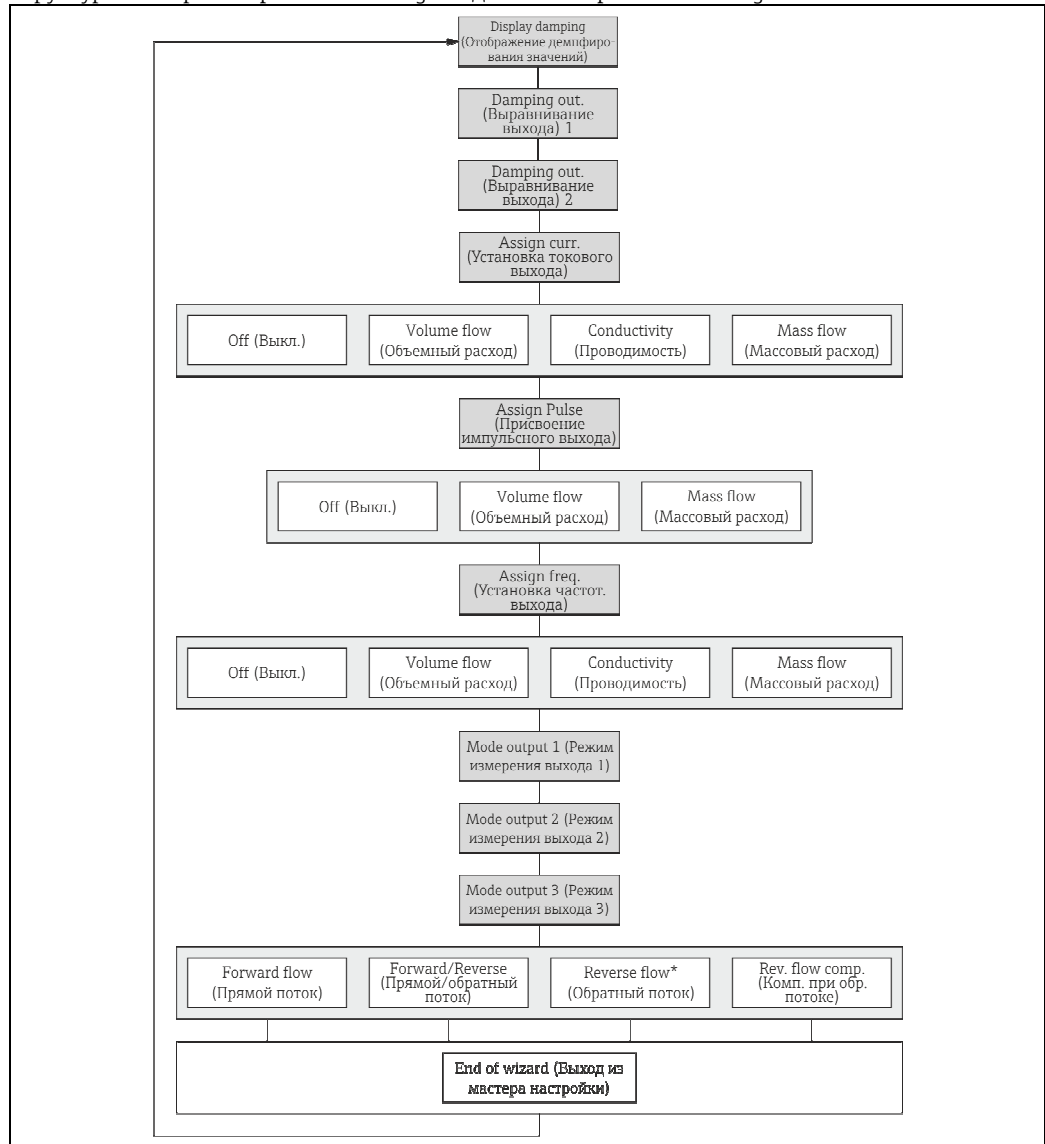 Display damping
(Отображение демпфиро-
вания значений)
Damping out.
(Выравнивание
выхода) 1
Damping out.
(Выравнивание
выхода) 2
Assign curr.
(Установка токового
выхода)
Off (Выкл.)
Volume flow
(Объемный расход)
Conductivity
(Проводимость)
Mass flow
(Массовый расход)
Assign Pulse
(Присвоение
импульсного выхода)
Off (Выкл.)
Volume flow
(Объемный расход)
Mass flow
(Массовый расход)
Assign freq.
(Установка частот.
выхода)
Off (Выкл.)
Volume flow
(Объемный расход)
Conductivity
(Проводимость)
Mass flow
(Массовый расход)
Mode output 1 (Режим
измерения выхода 1)
Mode output 2 (Режим
измерения выхода 2)
Mode output 3 (Режим
измерения выхода 3)
Forward flow
(Прямой поток)
Forward/Reverse
(Прямой/обратный
поток)
Reverse flow*
(Обратный поток)
Rev. flow comp.
(Комп. при обр.
потоке)
End of wizard (Выход из
мастера настройки)